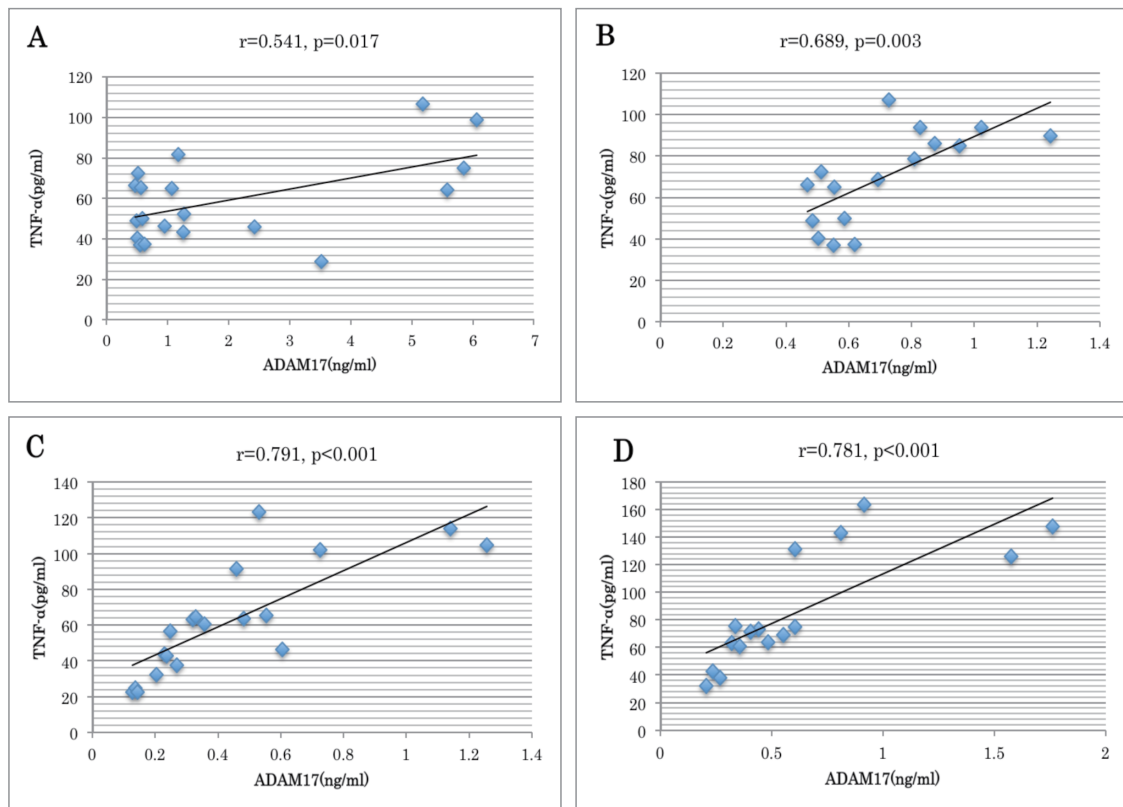 A
r=0.541, p=0.017
TNF-α(pg/ml)
120
100
80
60
40
20
0
0 1 2 3 4 5 6 7
ADAM17(ng/ml)
B
r=0.689, p=0.003
TNF-α(pg/ml)
120
100
80
60
40
20
0
0 0.2 0.4 0.6 0.8 1 1.2 1.4
ADAM17(ng/ml)
C
r=0.791, p<0.001
TNF-α(pg/ml)
140
120
100
80
60
40
20
0
0 0.2 0.4 0.6 0.8 1 1.2 1.4
ADAM17(ng/ml)
D
r=0.781, p<0.001
TNF-α(pg/ml)
180
160
140
120
100
80
60
40
20
0
0 0.5 1 1.5 2
ADAM17(ng/ml)